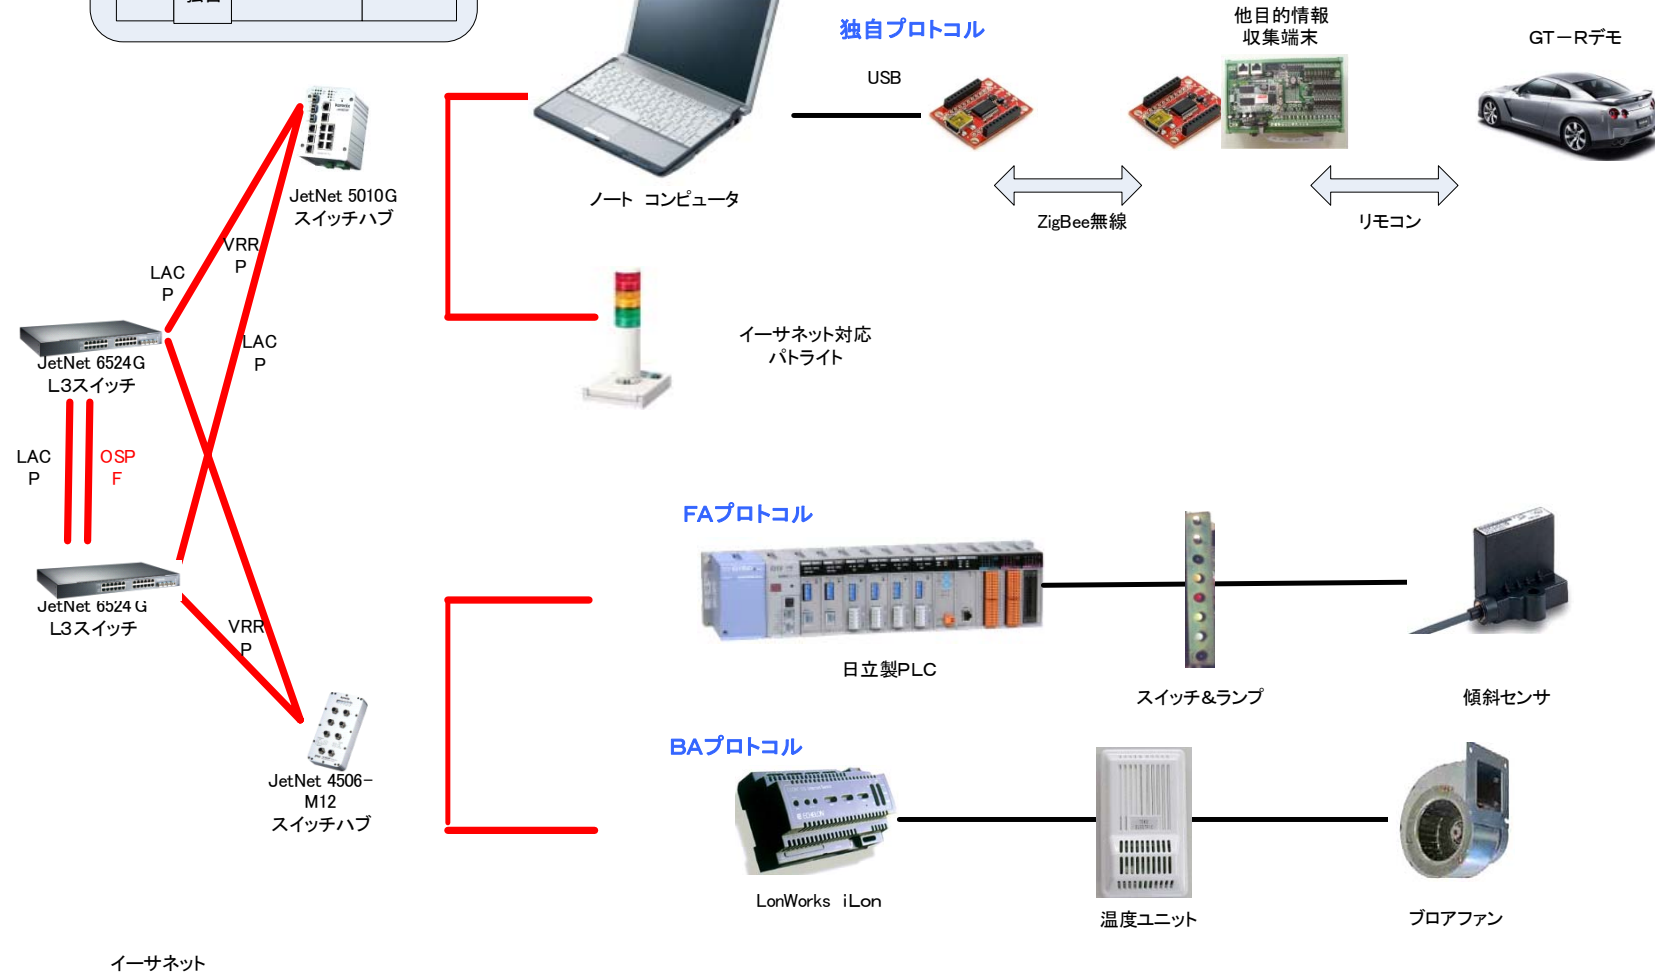 独自プロトコル
他目的情報
収集端末
GT－Rデモ
USB
JetNet 5010G
スイッチハブ
ノート コンピュータ
ZigBee無線
リモコン
VRR
P
LAC
P
イーサネット対応
パトライト
LAC
P
JetNet 6524G
L3スイッチ
LAC
P
OSP
F
FAプロトコル
JetNet 6524G
L3スイッチ
VRR
P
日立製PLC
スイッチ&ランプ
傾斜センサ
BAプロトコル
JetNet 4506-
M12
スイッチハブ
ECHELON
LonWorks iLon
温度ユニット
ブロアファン
イーサネット